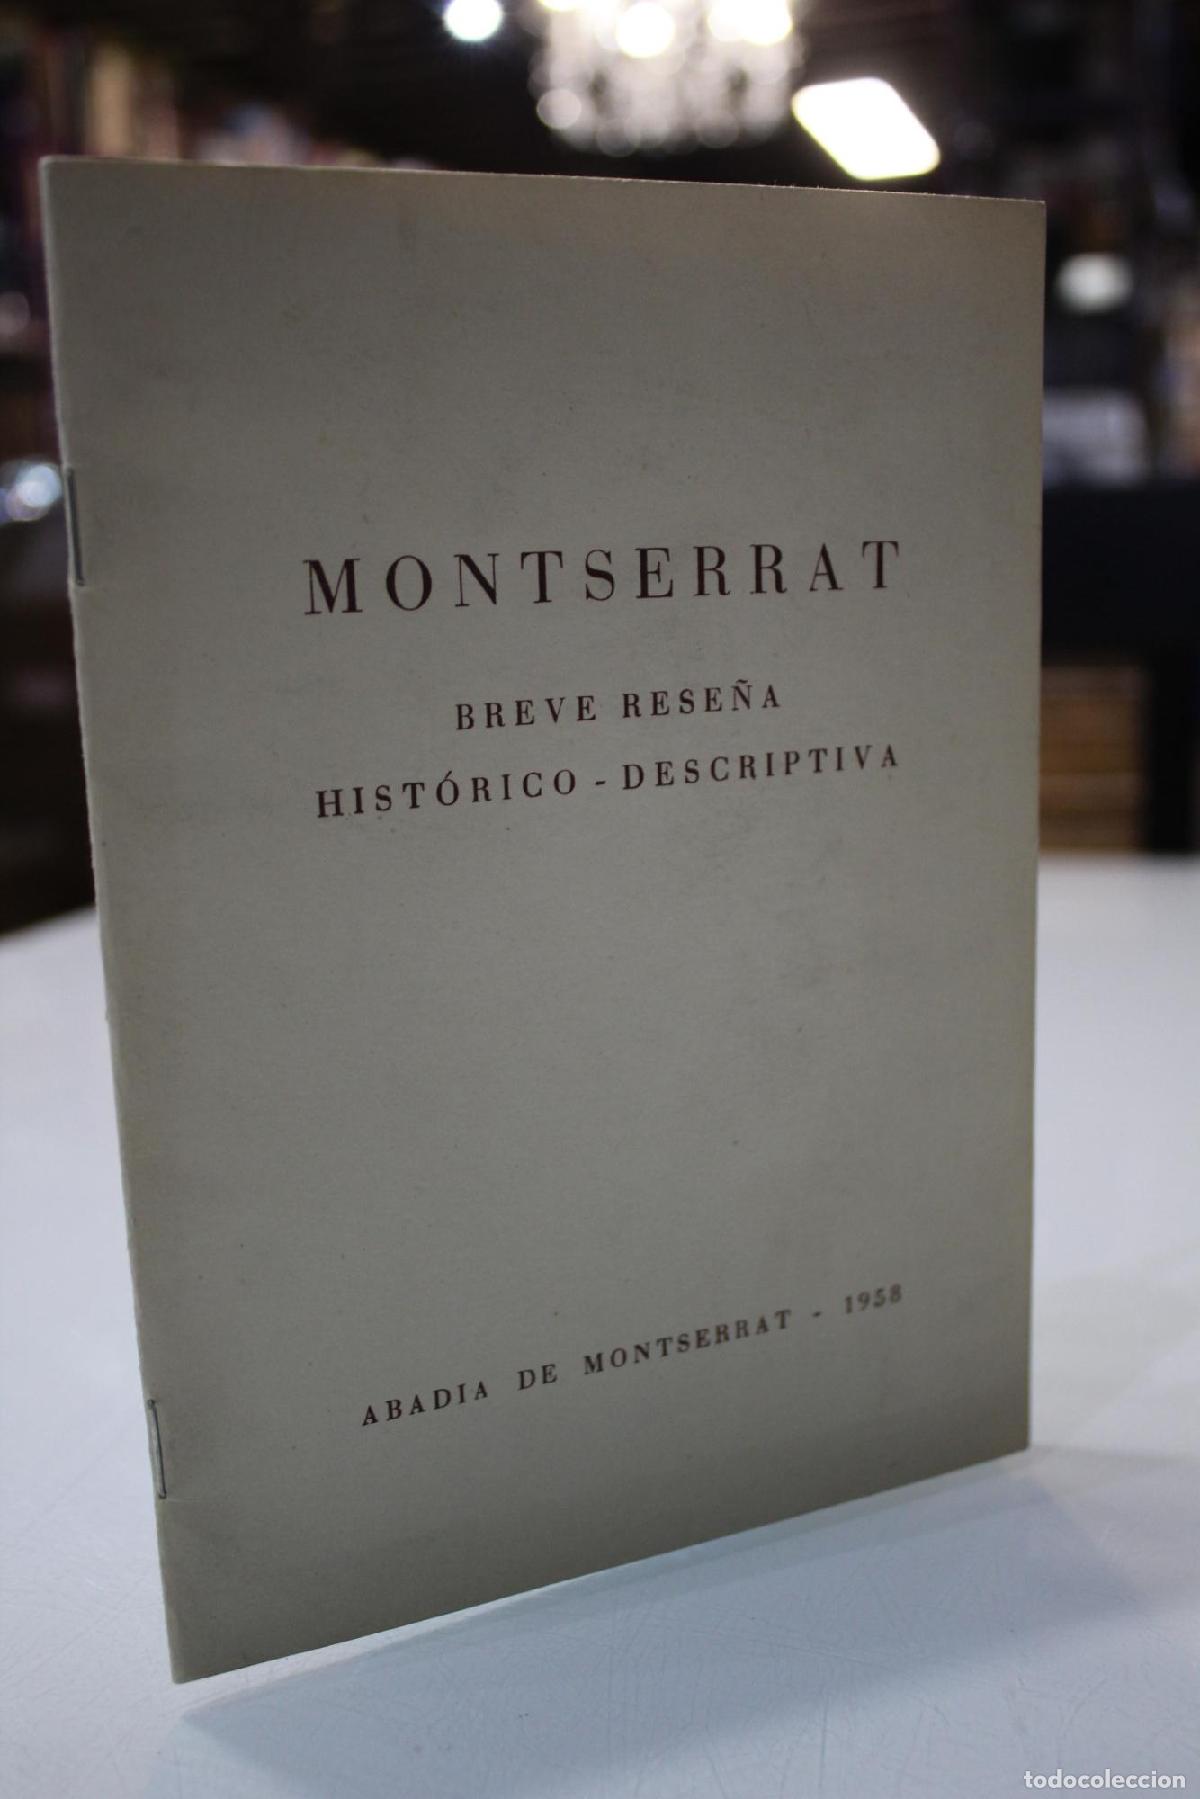 MONTSERRAT
BREVE RESEÑA
HISTÓRICO - DESCRIPTIVA
ABADIA DE MONTSERRAT - 1958
todocoleccion